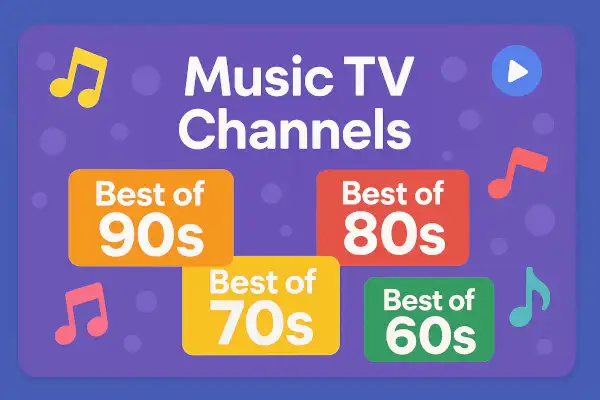 Music TV
Channels
Best of
90s
Best of
80s
Best of
70s
Best of
60s